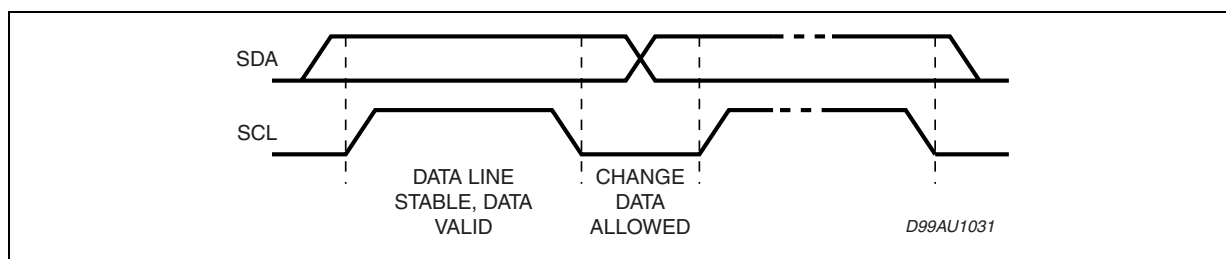 SDA
SCL
DATA LINE
STABLE, DATA
VALID
CHANGE
DATA
ALLOWED
D99AU1031